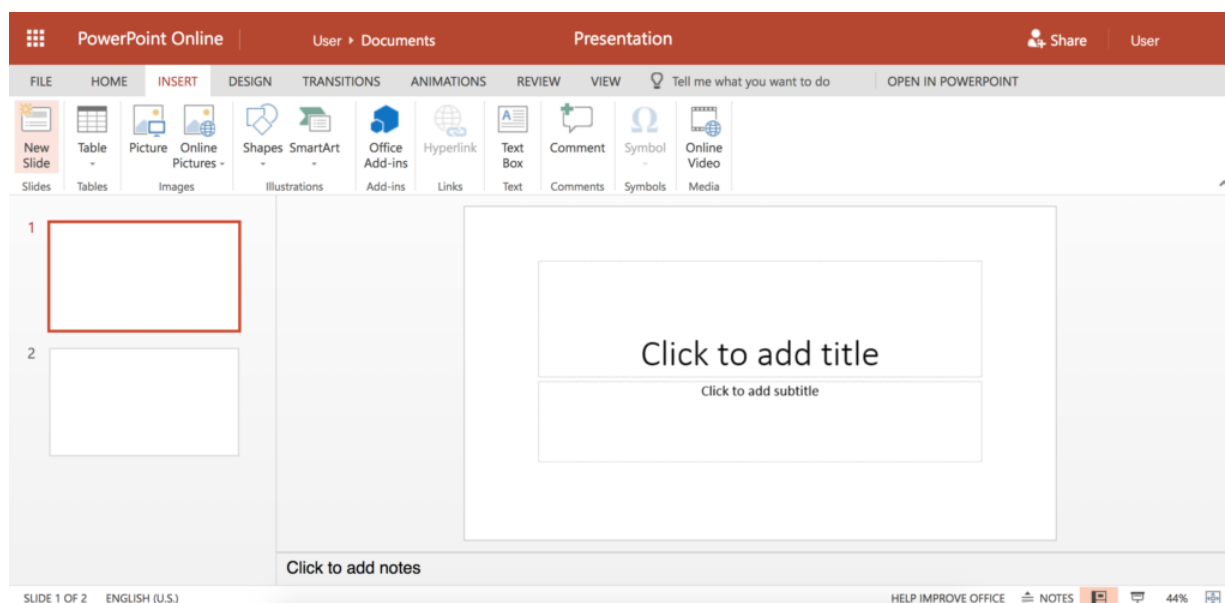 PowerPoint Online User ▸ Documents Presentation Share User
FILE HOME INSERT DESIGN TRANSITIONS ANIMATIONS REVIEW VIEW Tell me what you want to do OPEN IN POWERPOINT
New Slide
Table
Picture
Online Pictures
Shapes
SmartArt
Office Add-ins
Hyperlink
A
Text Box
Comment
Ω
Symbol
Online Video
Slides Tables Images Illustrations Add-ins Links Text Comments Symbols Media
1
2
Click to add title
Click to add subtitle
Click to add notes
SLIDE 1 OF 2 ENGLISH (U.S.) HELP IMPROVE OFFICE NOTES 44%